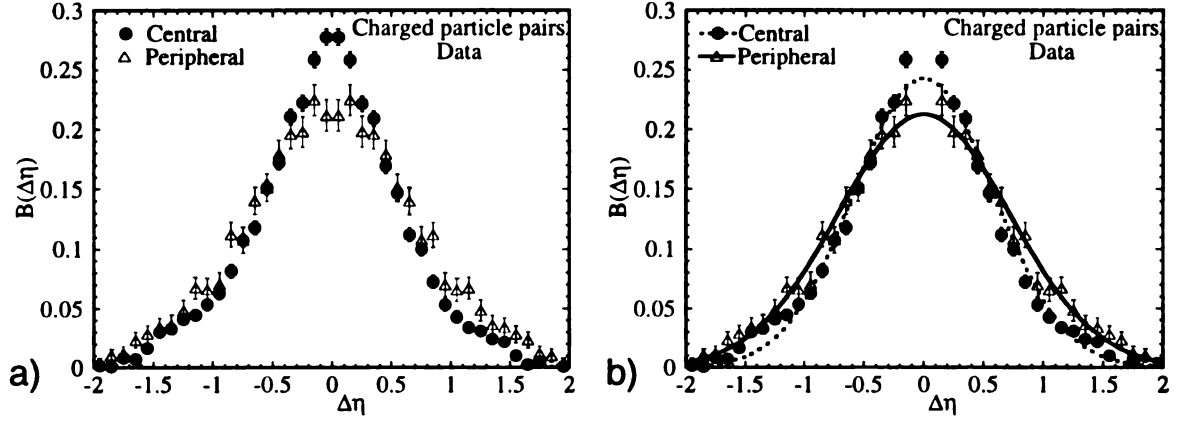 0.3
0.25
0.2
0.15
0.1
0.05
0
B(Δη)
Charged particle pairs
Data
Central
Peripheral
-2 -1.5 -1 -0.5 0 0.5 1 1.5 2
Δη
a)
0.3
0.25
0.2
0.15
0.1
0.05
0
B(Δη)
Charged particle pairs
Data
Central
Peripheral
-2 -1.5 -1 -0.5 0 0.5 1 1.5 2
Δη
b)